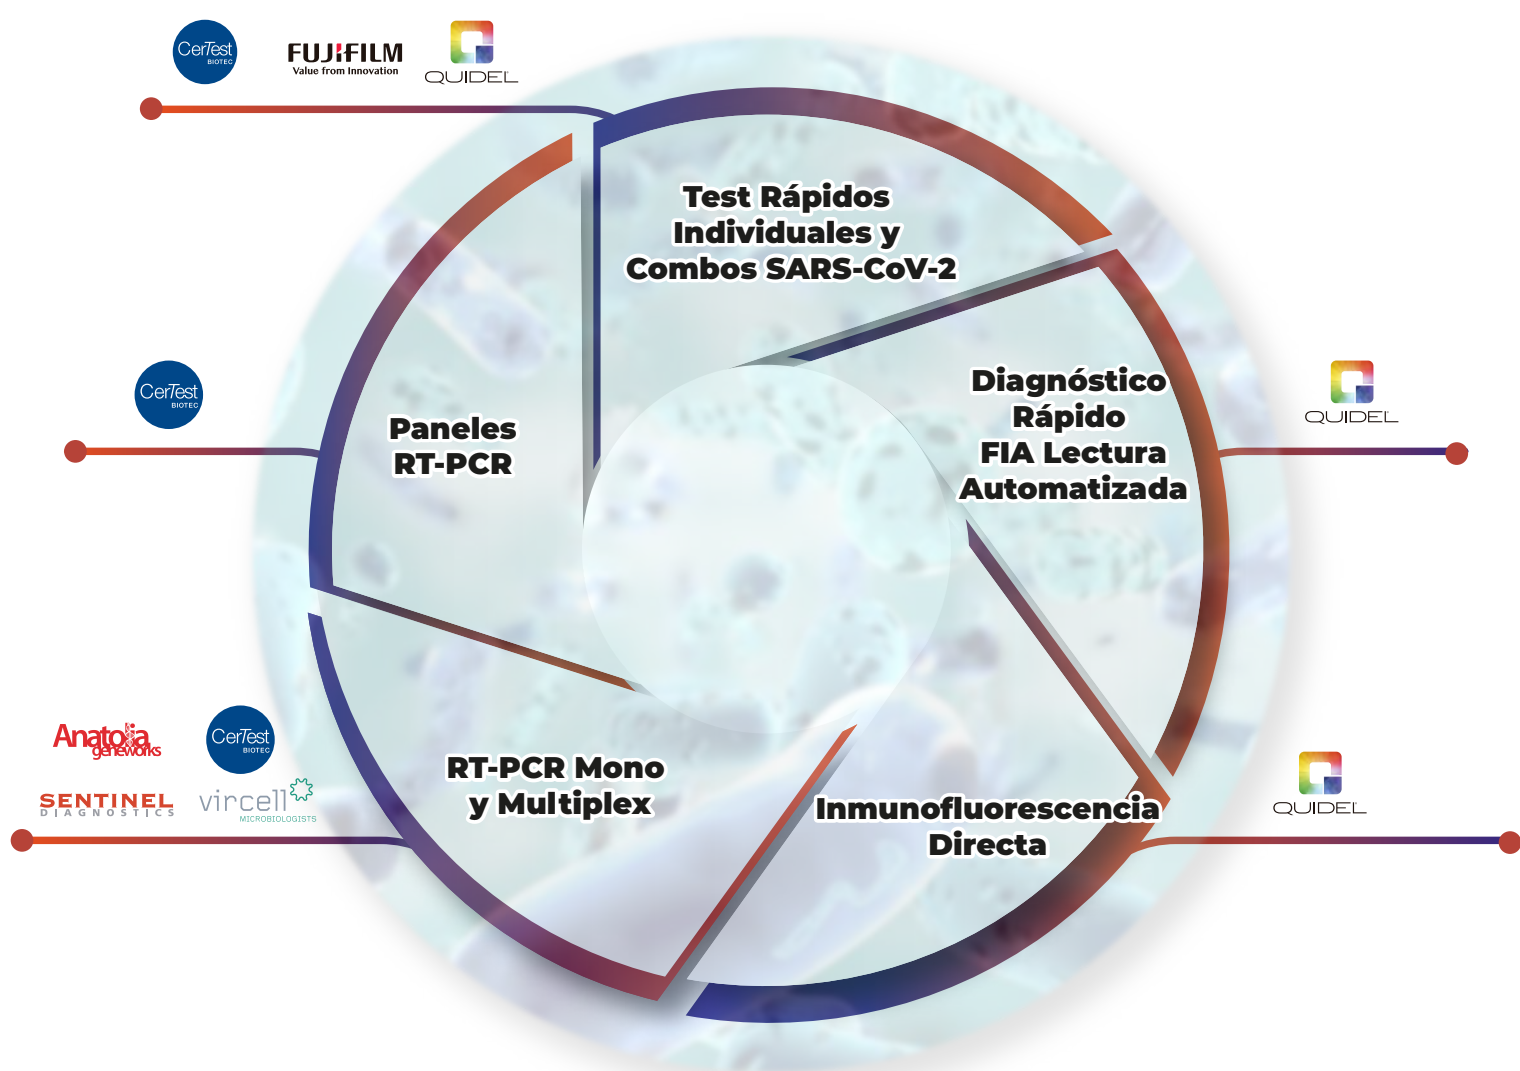 CerTest
BIOTEC
FUJIFILM
Value from Innovation
QUIDEL
Test Rápidos
Individuales y
Combos SARS-CoV-2
CerTest
BIOTEC
Paneles
RT-PCR
Diagnóstico
Rápido
FIA Lectura
Automatizada
QUIDEL
Anatolia
geneworks
CerTest
BIOTEC
SENTINEL
DIAGNOSTICS
vircell
MICROBIOLOGISTS
RT-PCR Mono
y Multiplex
Inmunofluorescencia
Directa
QUIDEL